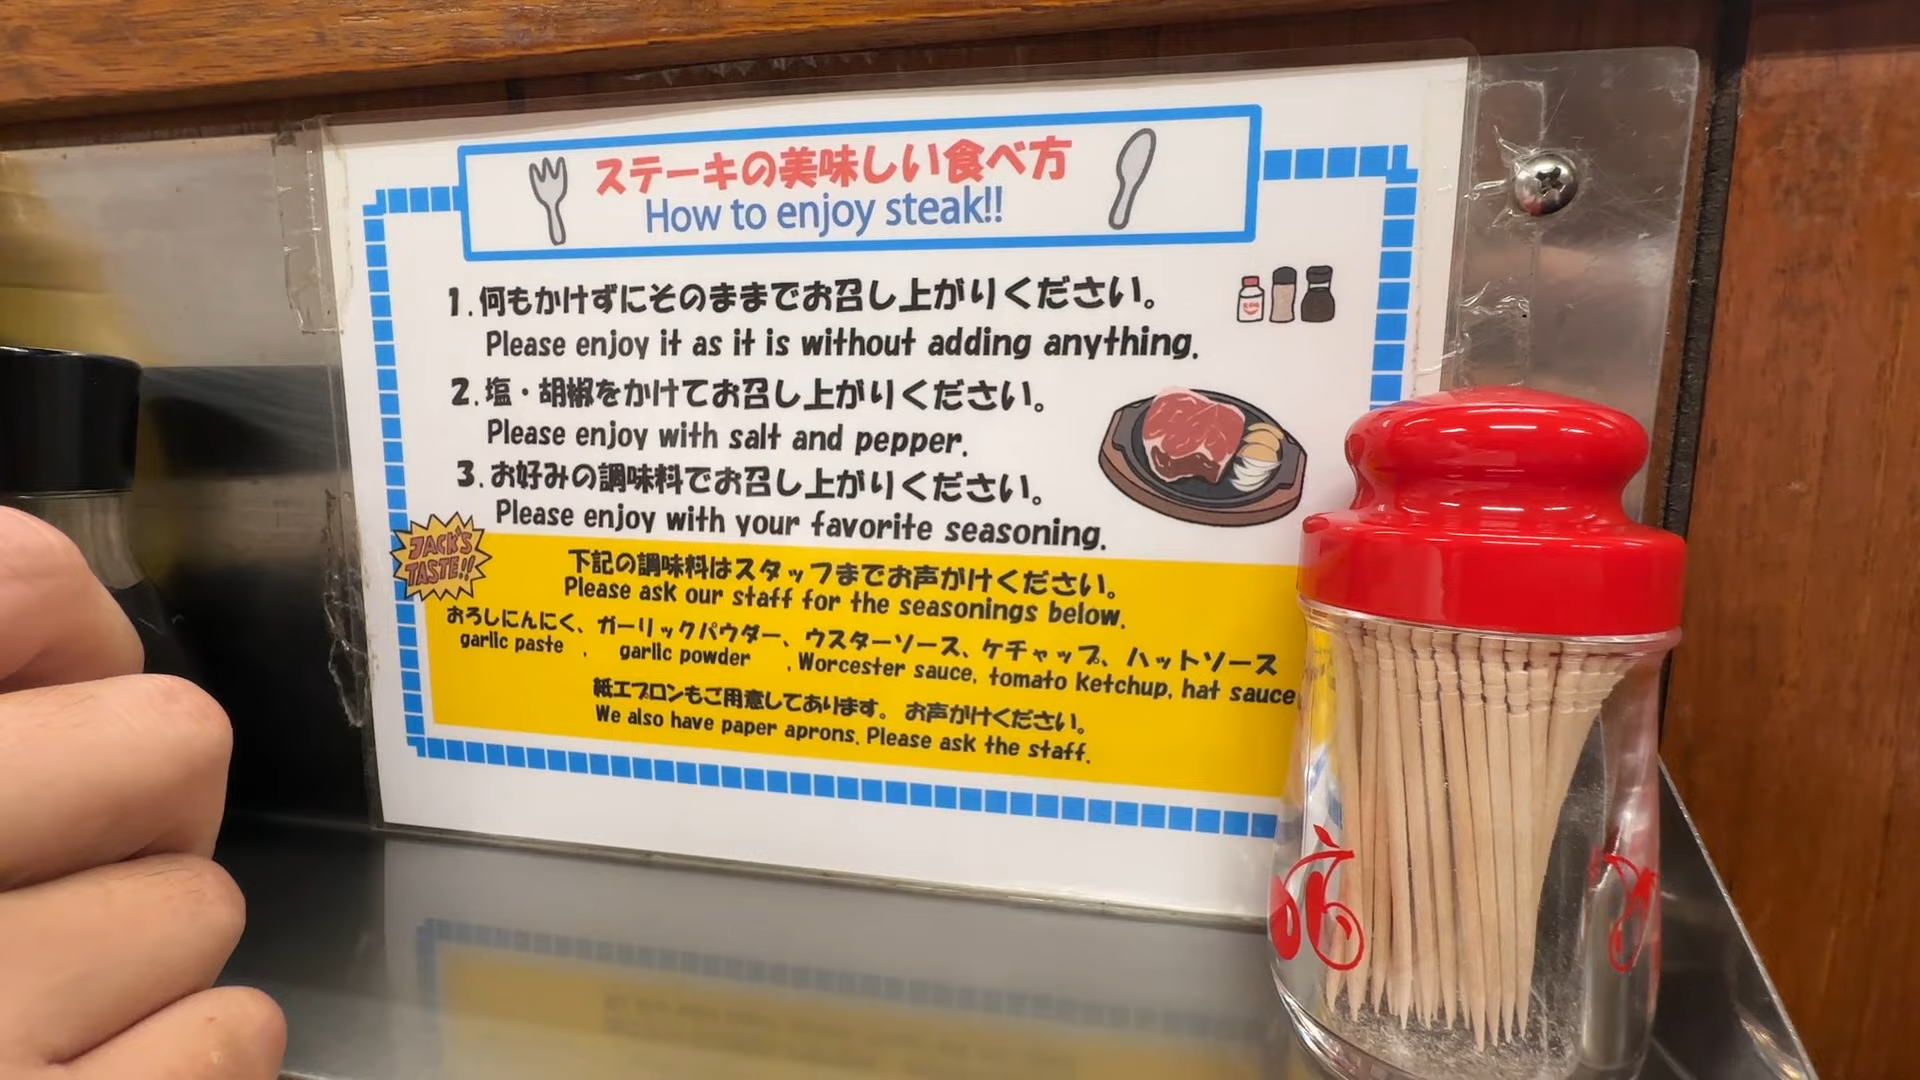 ステーキの美味しい食べ方
How to enjoy steak!!
1.何もかけずにそのままでお召し上がりください。
Please enjoy it as it is without adding anything.
2.塩・胡椒をかけてお召し上がりください。
Please enjoy with salt and pepper.
3.お好みの調味料でお召し上がりください。
Please enjoy with your favorite seasoning.
JACK'S
TASTE!!
下記の調味料はスタッフまでお声がけください。
Please ask our staff for the seasonings below.
おろしにんにく、ガーリックパウダー、ウスターソース、ケチャップ、ハットソース
garlic paste , garlic powder , Worcester sauce, tomato Ketchup, hat sauce
紙エプロンもご用意してあります。 お声がけください。
We also have paper aprons. Please ask the staff.